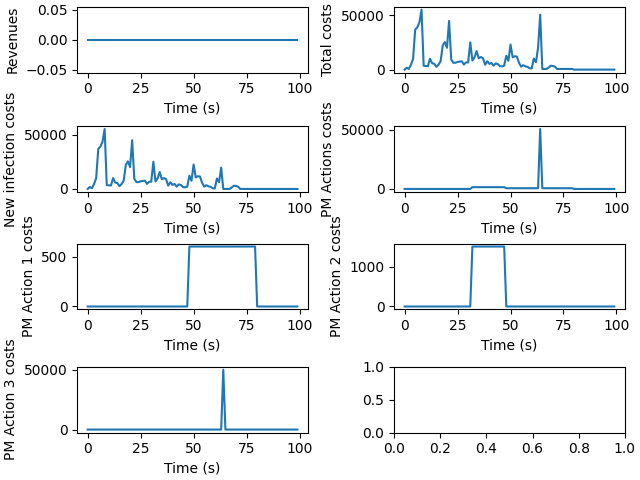 Revenues
0.05
0.00
−0.05
0 25 50 75 100
Time (s)
Total costs
50000
0
0 25 50 75 100
Time (s)
New infection costs
50000
0
0 25 50 75 100
Time (s)
PM Actions costs
50000
0
0 25 50 75 100
Time (s)
PM Action 1 costs
500
0
0 25 50 75 100
Time (s)
PM Action 2 costs
1000
0
0 25 50 75 100
Time (s)
PM Action 3 costs
50000
0
0 25 50 75 100
Time (s)
1.0
0.5
0.0
0.0 0.2 0.4 0.6 0.8 1.0